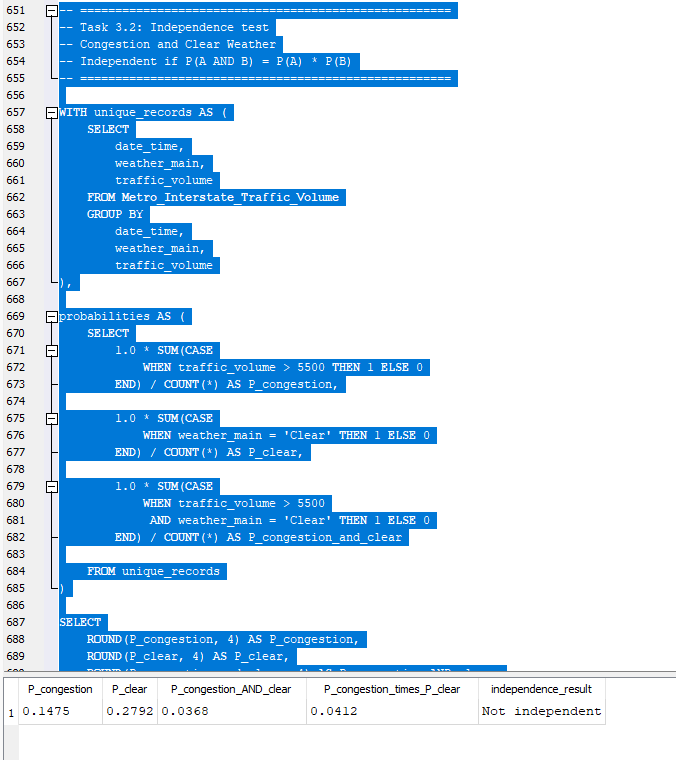 651 -- =====================================================
652 -- Task 3.2: Independence test
653 -- Congestion and Clear Weather
654 -- Independent if P(A AND B) = P(A) * P(B)
655 -- =====================================================
656
657 WITH unique_records AS (
658     SELECT
659         date_time,
660         weather_main,
661         traffic_volume
662     FROM Metro_Interstate_Traffic_Volume
663     GROUP BY
664         date_time,
665         weather_main,
666         traffic_volume
667 ),
668
669 probabilities AS (
670     SELECT
671         1.0 * SUM(CASE
672             WHEN traffic_volume > 5500 THEN 1 ELSE 0
673         END) / COUNT(*) AS P_congestion,
674
675         1.0 * SUM(CASE
676             WHEN weather_main = 'Clear' THEN 1 ELSE 0
677         END) / COUNT(*) AS P_clear,
678
679         1.0 * SUM(CASE
680             WHEN traffic_volume > 5500
681              AND weather_main = 'Clear' THEN 1 ELSE 0
682         END) / COUNT(*) AS P_congestion_and_clear
683
684     FROM unique_records
685 )
686
687 SELECT
688     ROUND(P_congestion, 4) AS P_congestion,
689     ROUND(P_clear, 4) AS P_clear,
P_congestion P_clear P_congestion_AND_clear P_congestion_times_P_clear independence_result
1 0.1475 0.2792 0.0368 0.0412 Not independent